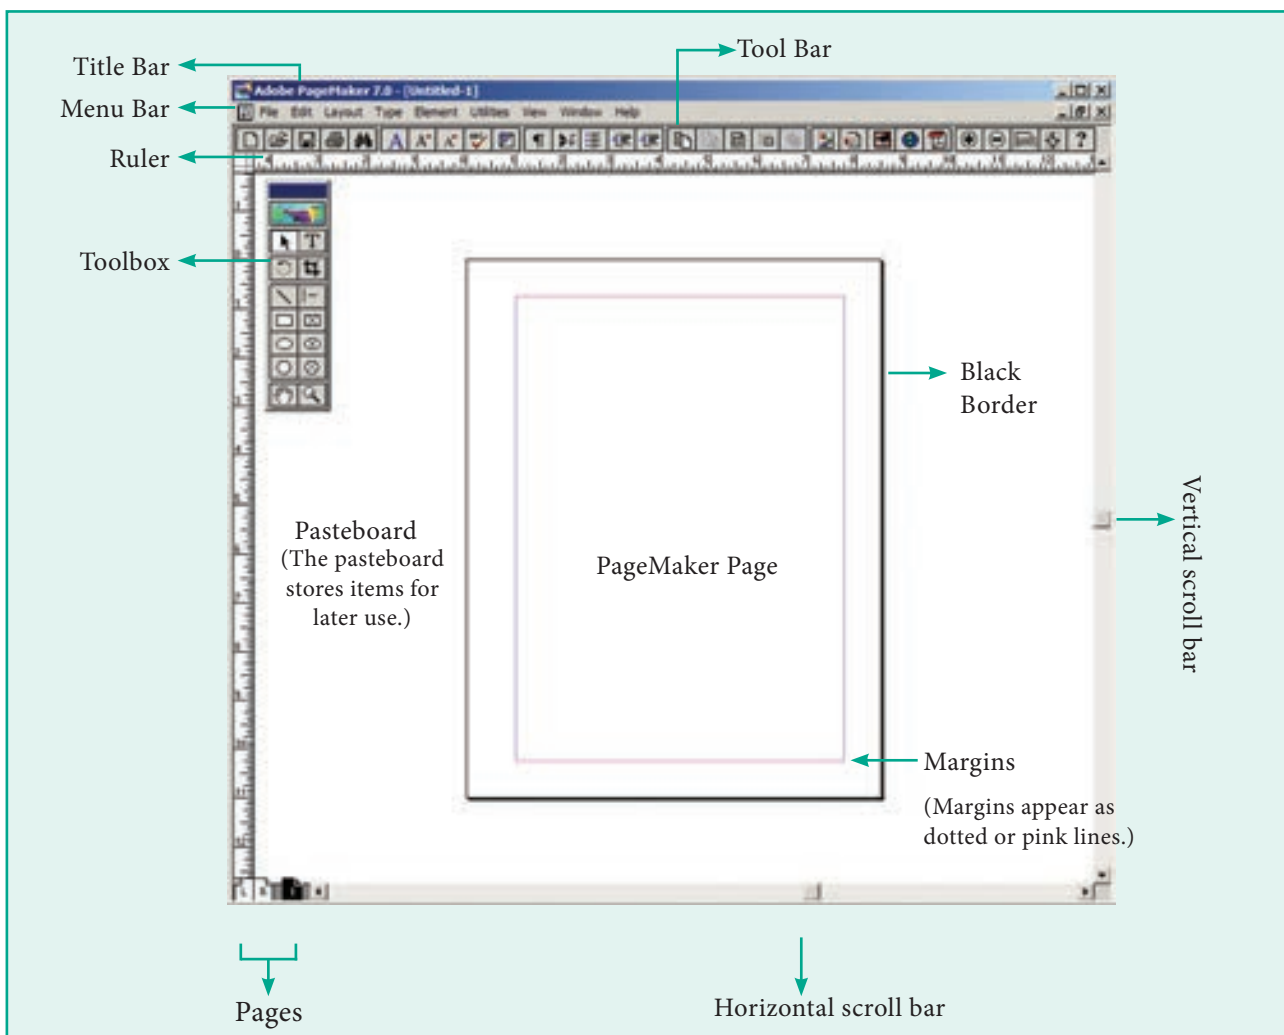 Tool Bar
Title Bar
Adobe PageMaker 7.0 - [Untitled-1]
Menu Bar
File Edit Layout Type Element Utilities View Window Help
Ruler
Toolbox
Black
Border
Pasteboard
(The pasteboard
stores items for
later use.)
PageMaker Page
Vertical scroll bar
Margins
(Margins appear as
dotted or pink lines.)
Pages
Horizontal scroll bar